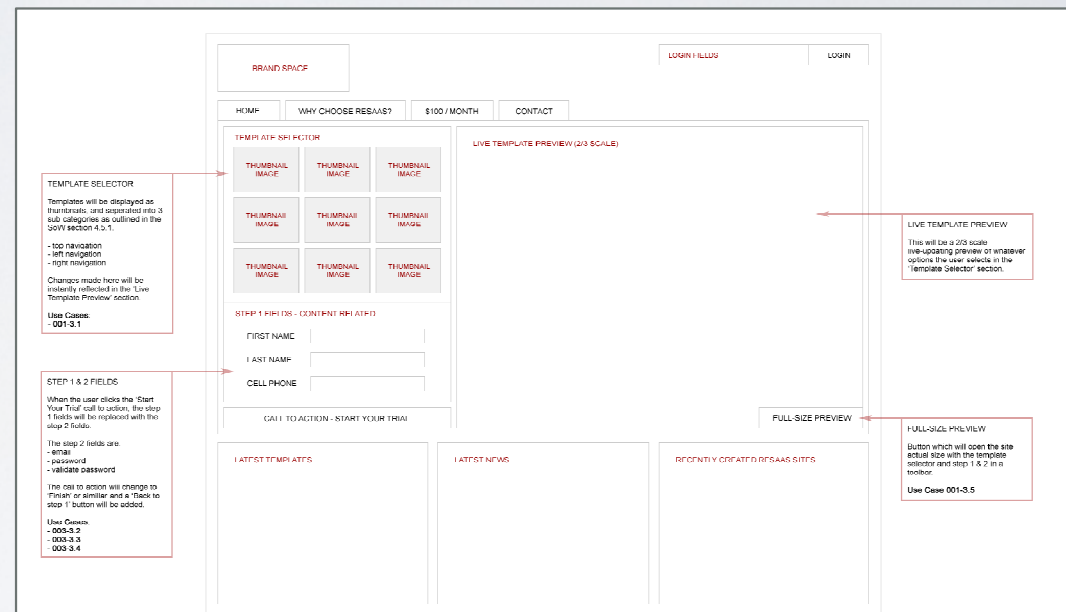 BRAND SPACE
LOGIN FIELDS
LOGIN
HOME
WHY CHOOSE RESAAS?
$100 / MONTH
CONTACT
TEMPLATE SELECTOR
THUMBNAIL
IMAGE
THUMBNAIL
IMAGE
THUMBNAIL
IMAGE
THUMBNAIL
IMAGE
THUMBNAIL
IMAGE
THUMBNAIL
IMAGE
THUMBNAIL
IMAGE
THUMBNAIL
IMAGE
THUMBNAIL
IMAGE
LIVE TEMPLATE PREVIEW (2/3 SCALE)
STEP 1 FIELDS - CONTENT RELATED
FIRST NAME
LAST NAME
CELL PHONE
CALL TO ACTION - START YOUR TRIAL
FULL-SIZE PREVIEW
LATEST TEMPLATES
LATEST NEWS
RECENTLY CREATED RESAAS SITES
TEMPLATE SELECTOR
Templates will be displayed as
thumbnails, and seperated into 3
sub categories as outlined in the
SoW section 4.5.1.
- top navigation
- left navigation
- right navigation
Changes made here will be
instantly reflected in the 'Live
Template Preview' section
Use Cases:
- 001-3.1
STEP 1 & 2 FIELDS
When the user clicks the 'Start
Your Trial' call to action, the step
1 fields will be replaced with the
step 2 fields.
The step 2 fields are:
- email
- password
- validate password
The call to action will change to
'Finish' or similiar and a 'Back to
step 1' button will be added.
Use Cases:
- 003-3.2
- 003-3.3
- 003-3.4
LIVE TEMPLATE PREVIEW
This will be a 2/3 scale
live-updating preview of whatever
options the user selects in the
'Template Selector' section.
FULL-SIZE PREVIEW
Button which will open the site
actual size with the template
selector and step 1 & 2 in a
toolbar.
Use Case 001-3.5